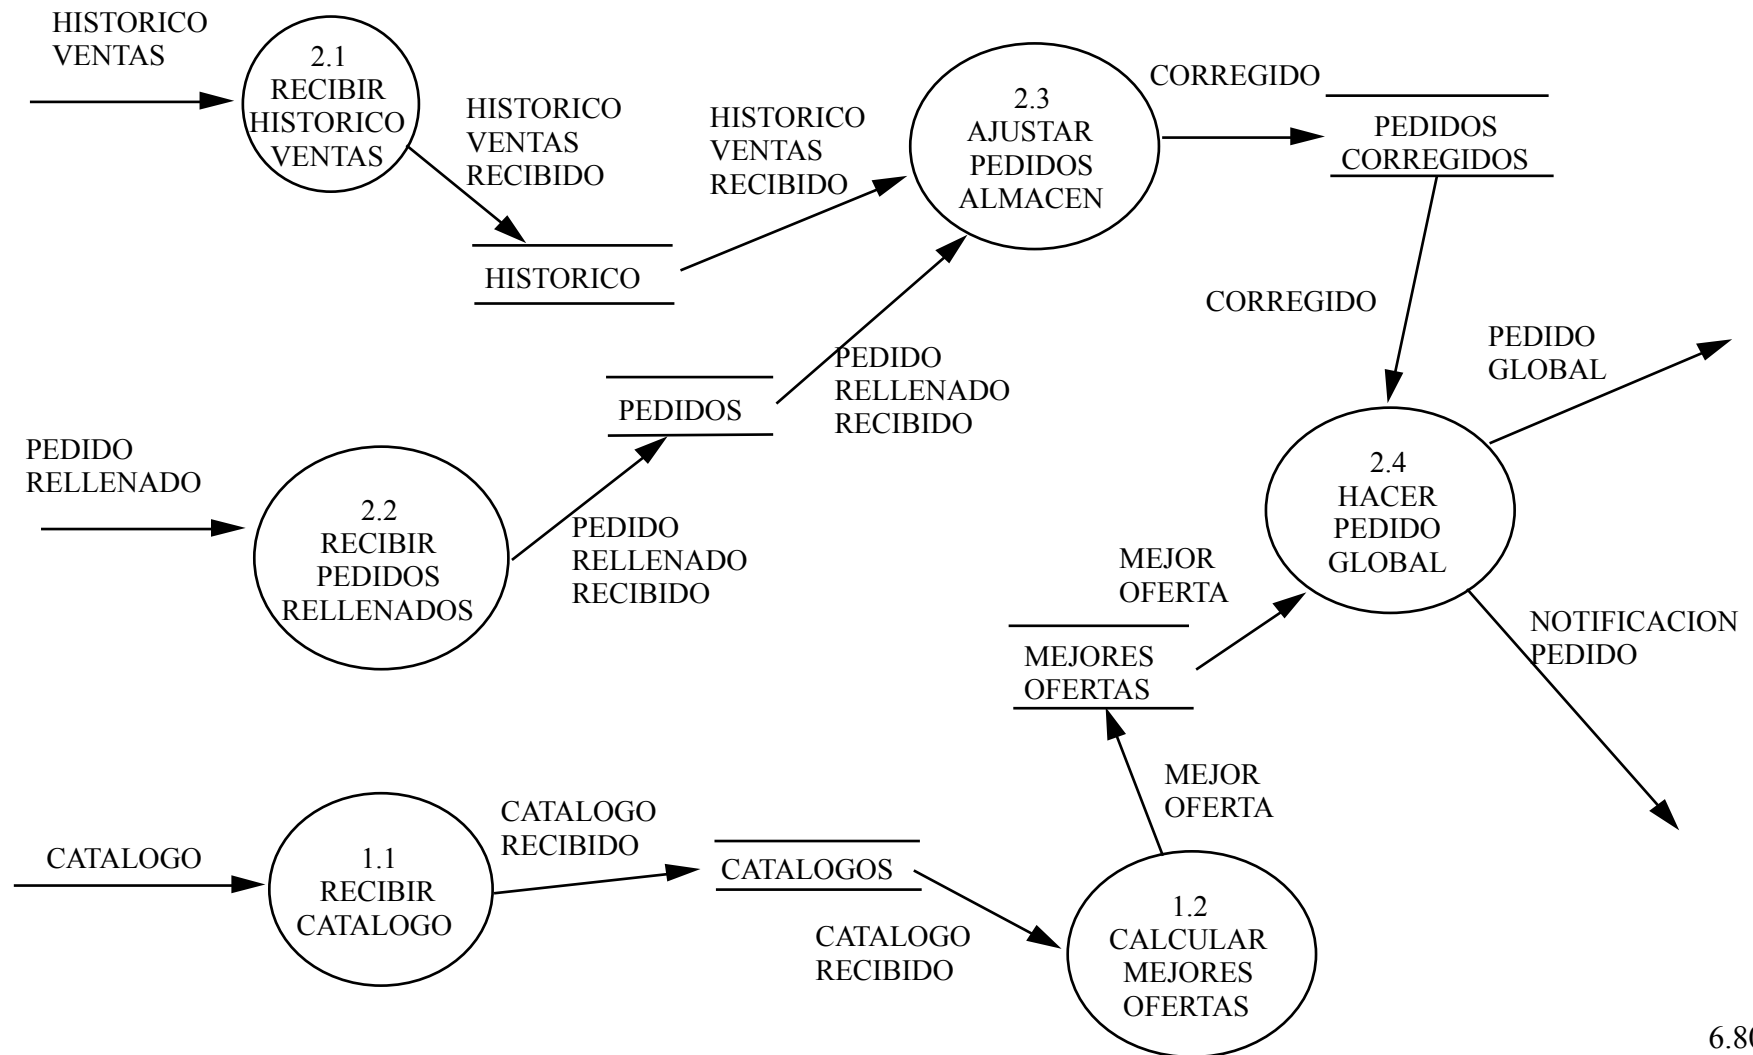 HISTORICO
VENTAS
2.1
RECIBIR
HISTORICO
VENTAS
HISTORICO
VENTAS
RECIBIDO
HISTORICO
HISTORICO
VENTAS
RECIBIDO
2.3
AJUSTAR
PEDIDOS
ALMACEN
CORREGIDO
PEDIDOS
CORREGIDOS
CORREGIDO
PEDIDO
GLOBAL
PEDIDO
RELLENADO
RECIBIDO
PEDIDOS
PEDIDO
RELLENADO
2.2
RECIBIR
PEDIDOS
RELLENADOS
PEDIDO
RELLENADO
RECIBIDO
2.4
HACER
PEDIDO
GLOBAL
MEJOR
OFERTA
NOTIFICACION
PEDIDO
MEJORES
OFERTAS
MEJOR
OFERTA
CATALOGO
1.1
RECIBIR
CATALOGO
CATALOGO
RECIBIDO
CATALOGOS
CATALOGO
RECIBIDO
1.2
CALCULAR
MEJORES
OFERTAS